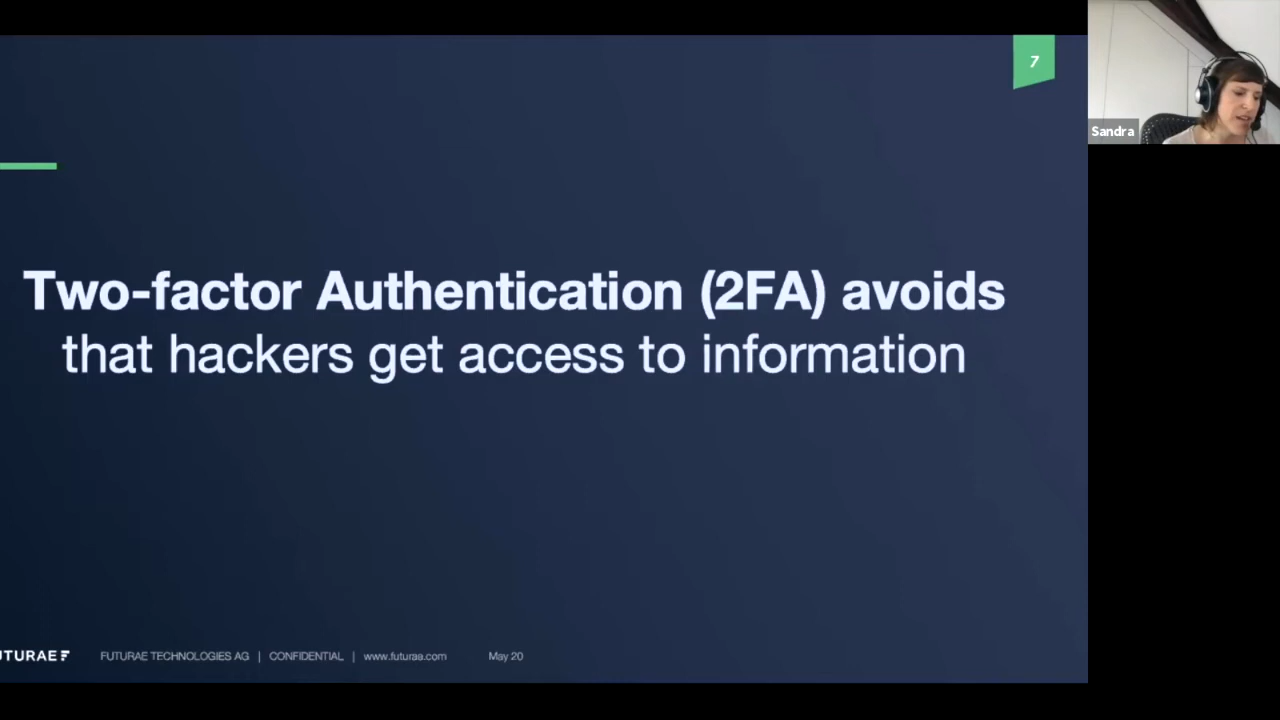 7
Sandra
Two-factor Authentication (2FA) avoids
that hackers get access to information
UTURAE
FUTURAE TECHNOLOGIES AG | CONFIDENTIAL | www.futurae.com May 20